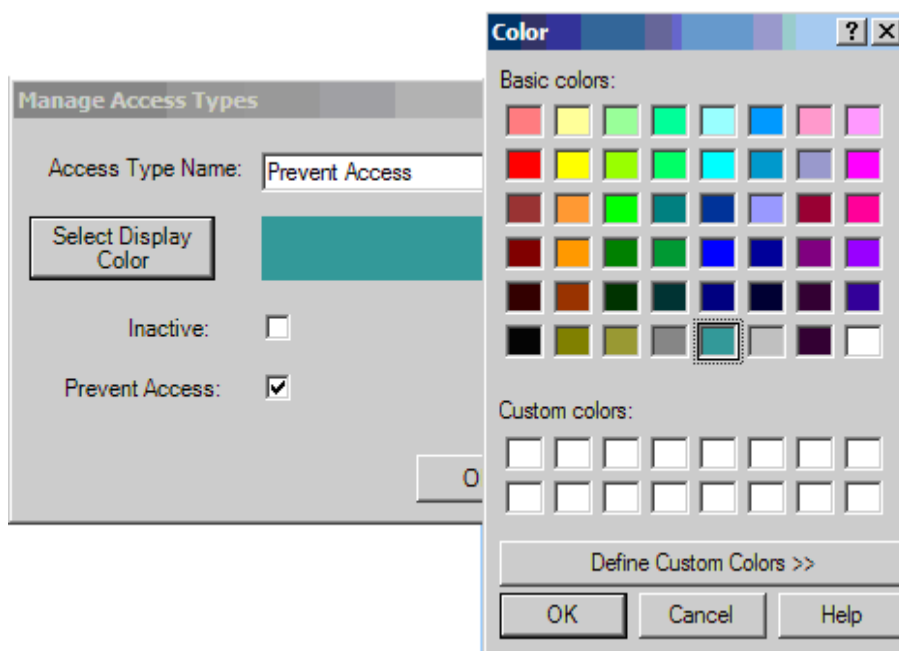 Manage Access Types
Access Type Name: Prevent Access
Select Display
Color
Inactive:
Prevent Access:
O
Color
Basic colors:
Custom colors:
Define Custom Colors >>
OK Cancel Help